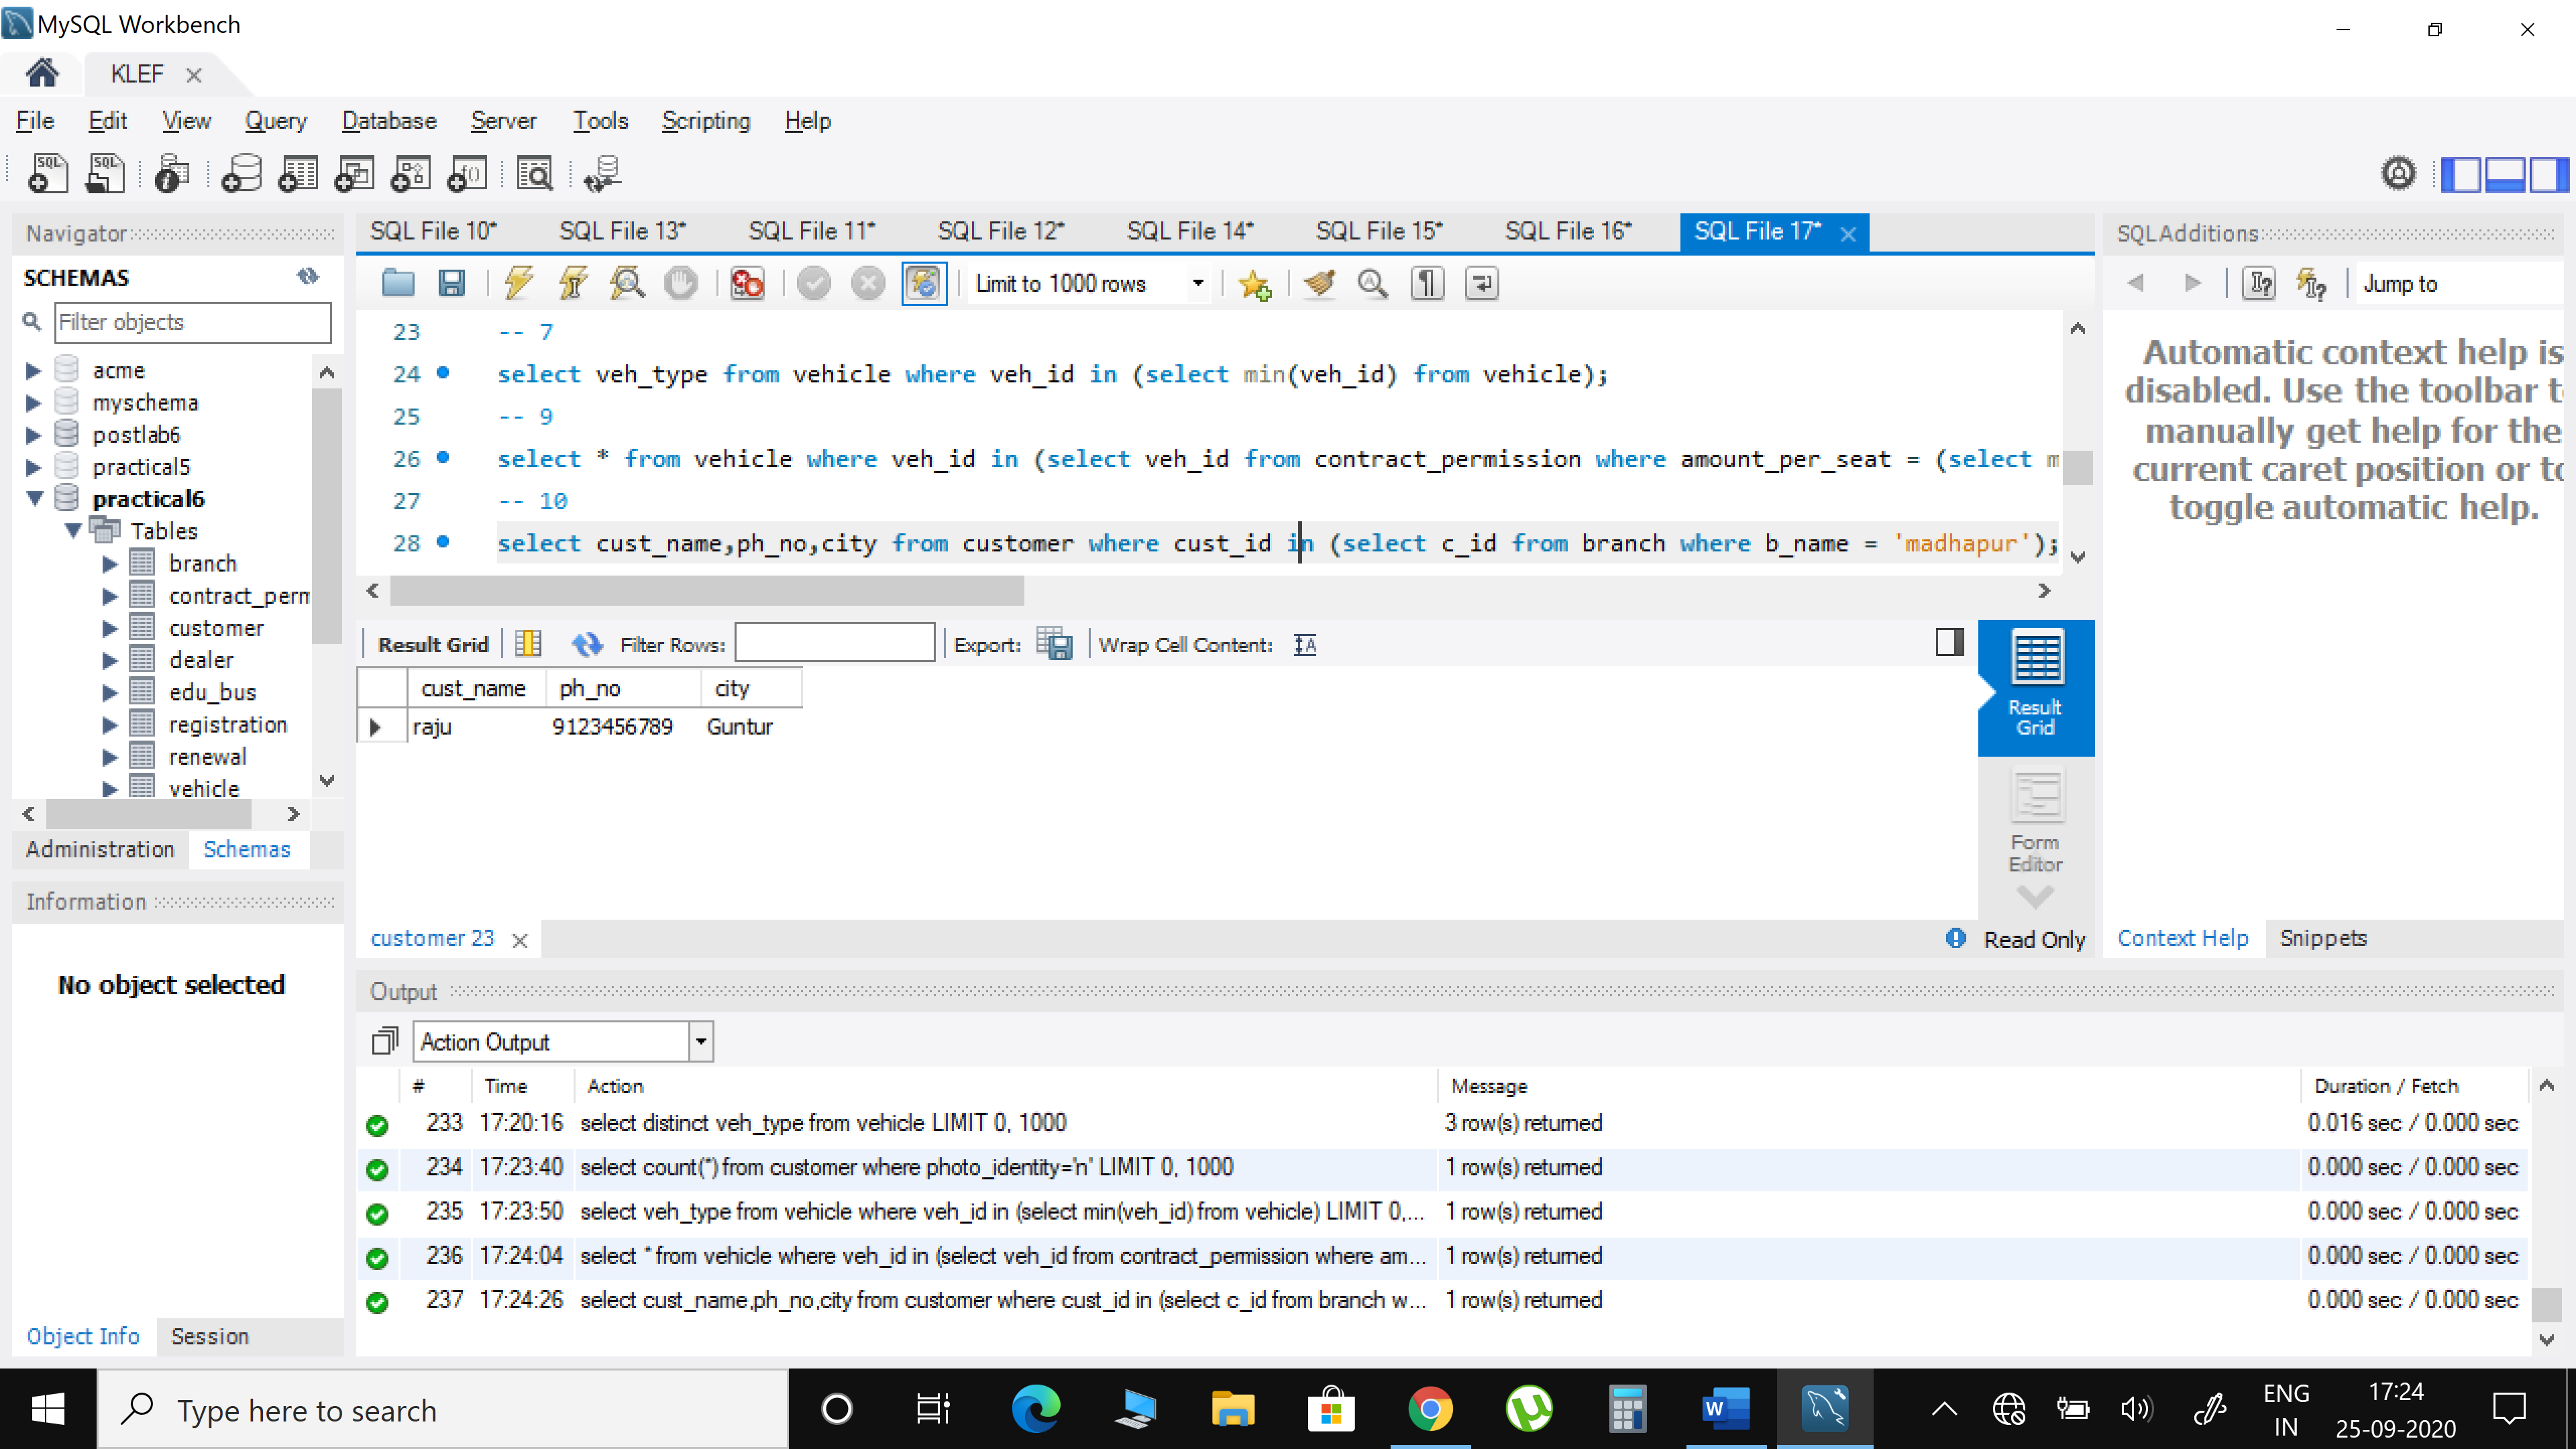 MySQL Workbench
KLEF
File Edit View Query Database Server Tools Scripting Help
Navigator
SCHEMAS
Filter objects
acme
myschema
postlab6
practical5
practical6
Tables
branch
contract_perm
customer
dealer
edu_bus
registration
renewal
vehicle
Administration Schemas
Information
No object selected
Object Info Session
SQL File 10* SQL File 13* SQL File 11* SQL File 12* SQL File 14* SQL File 15* SQL File 16* SQL File 17*
Limit to 1000 rows
23 -- 7
24 select veh_type from vehicle where veh_id in (select min(veh_id) from vehicle);
25 -- 9
26 select * from vehicle where veh_id in (select veh_id from contract_permission where amount_per_seat = (select m
27 -- 10
28 select cust_name,ph_no,city from customer where cust_id in (select c_id from branch where b_name = 'madhapur');
Result Grid Filter Rows: Export: Wrap Cell Content:
cust_name ph_no city
raju 9123456789 Guntur
Result
Grid
Form
Editor
customer 23
Read Only
SQLAdditions
Jump to
Automatic context help is
disabled. Use the toolbar t
manually get help for the
current caret position or to
toggle automatic help.
Context Help Snippets
Output
Action Output
# Time Action Message Duration / Fetch
233 17:20:16 select distinct veh_type from vehicle LIMIT 0, 1000 3 row(s) returned 0.016 sec / 0.000 sec
234 17:23:40 select count(*) from customer where photo_identity='n' LIMIT 0, 1000 1 row(s) returned 0.000 sec / 0.000 sec
235 17:23:50 select veh_type from vehicle where veh_id in (select min(veh_id) from vehicle) LIMIT 0,... 1 row(s) returned 0.000 sec / 0.000 sec
236 17:24:04 select * from vehicle where veh_id in (select veh_id from contract_permission where am... 1 row(s) returned 0.000 sec / 0.000 sec
237 17:24:26 select cust_name,ph_no,city from customer where cust_id in (select c_id from branch w... 1 row(s) returned 0.000 sec / 0.000 sec
Type here to search
ENG
IN
17:24
25-09-2020